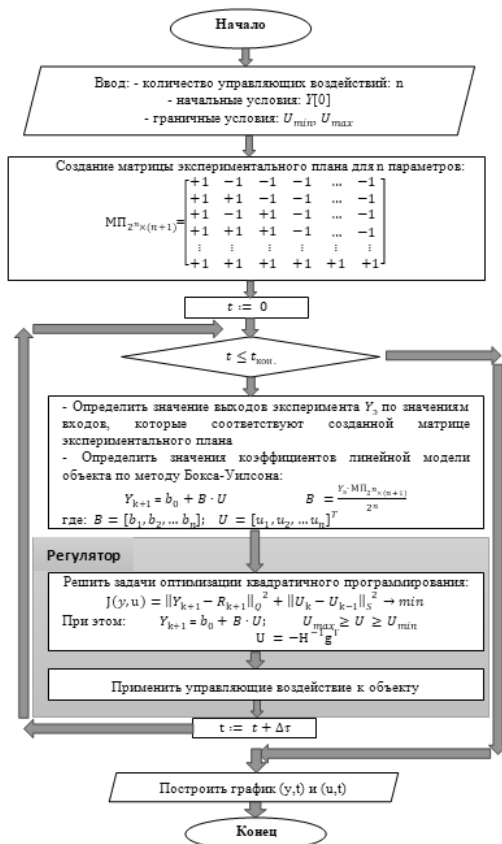 Начало
Ввод: - количество управляющих воздействий: n
- начальные условия: Y[0]
- граничные условия: U_min, U_max
Создание матрицы экспериментального плана для n параметров:
+1 −1 −1 −1 ... −1
+1 +1 −1 −1 ... −1
МП_{2^n×(n+1)}= +1 −1 +1 −1 ... −1
+1 +1 +1 −1 ... −1
⋮ ⋮ ⋮ ⋮ ⋮ ⋮
+1 +1 +1 +1 +1 +1
t := 0
t ≤ t_кон.
- Определить значение выходов эксперимента Y_э по значениям
входов, которые соответствуют созданной матрице
экспериментального плана
- Определить значения коэффициентов линейной модели
объекта по методу Бокса-Уилсона:
Y_{k+1} = b_0 + B · U B = Y_э·МП_{2^n×(n+1)} / 2^n
где: B = [b_1, b_2, ... b_n]; U = [u_1, u_2, ... u_n]^T
Регулятор
Решить задачи оптимизации квадратичного программирования:
J(y,u) = ‖Y_{k+1} − R_{k+1}‖_Q^2 + ‖U_k − U_{k−1}‖_S^2 → min
При этом: Y_{k+1} = b_0 + B · U; U_max ≥ U ≥ U_min
U = −H^{−1}g^T
Применить управляющие воздействие к объекту
t := t + Δτ
Построить график (y,t) и (u,t)
Конец